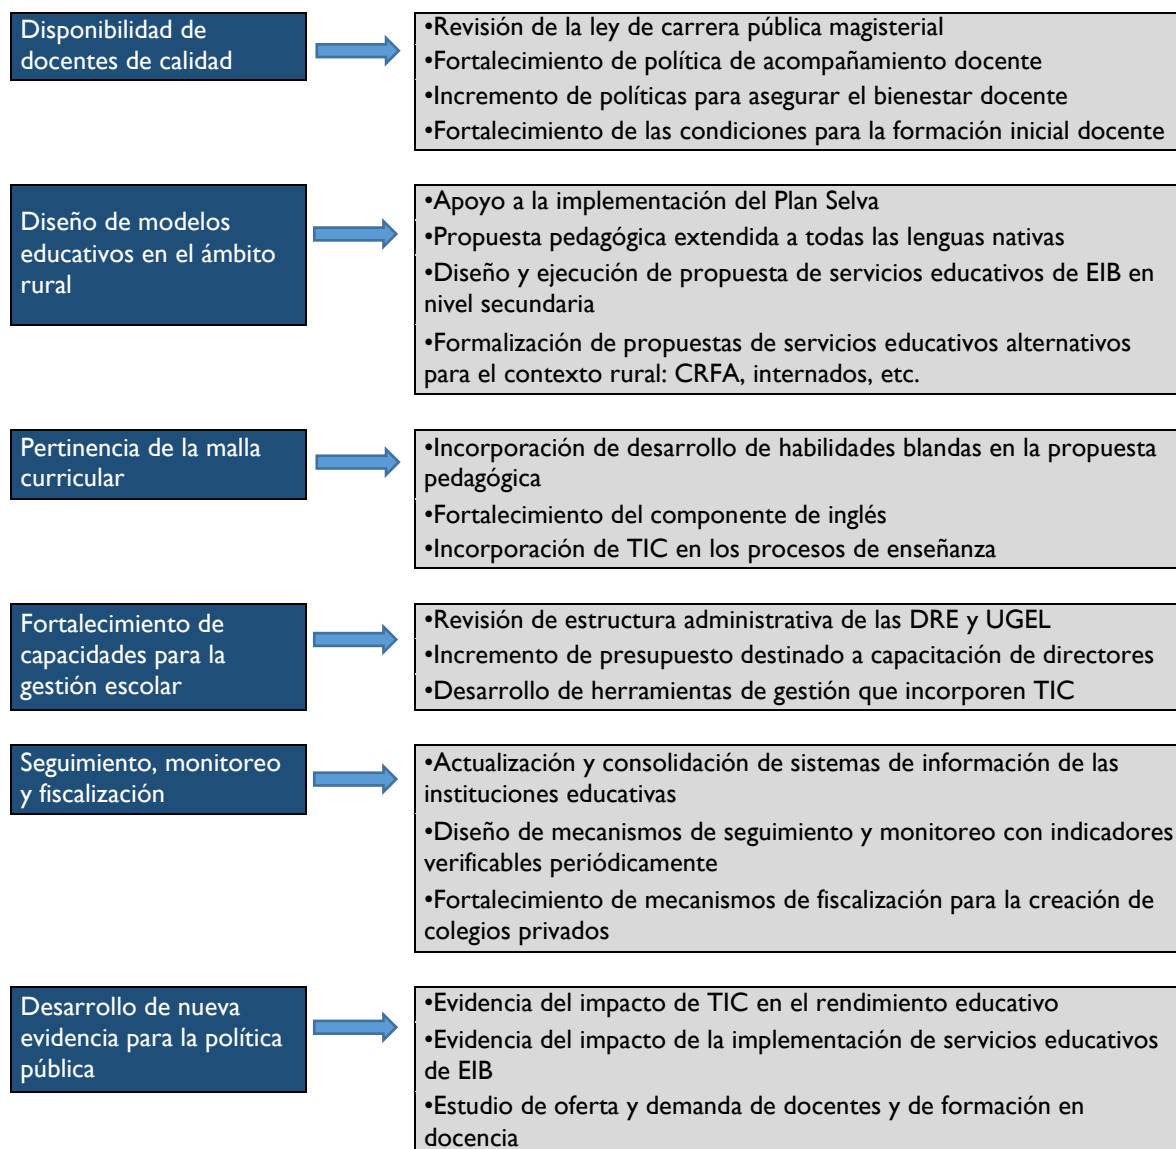 Disponibilidad de
docentes de calidad
•Revisión de la ley de carrera pública magisterial
•Fortalecimiento de política de acompañamiento docente
•Incremento de políticas para asegurar el bienestar docente
•Fortalecimiento de las condiciones para la formación inicial docente
Diseño de modelos
educativos en el ámbito
rural
•Apoyo a la implementación del Plan Selva
•Propuesta pedagógica extendida a todas las lenguas nativas
•Diseño y ejecución de propuesta de servicios educativos de EIB en
nivel secundaria
•Formalización de propuestas de servicios educativos alternativos
para el contexto rural: CRFA, internados, etc.
Pertinencia de la malla
curricular
•Incorporación de desarrollo de habilidades blandas en la propuesta
pedagógica
•Fortalecimiento del componente de inglés
•Incorporación de TIC en los procesos de enseñanza
Fortalecimiento de
capacidades para la
gestión escolar
•Revisión de estructura administrativa de las DRE y UGEL
•Incremento de presupuesto destinado a capacitación de directores
•Desarrollo de herramientas de gestión que incorporen TIC
Seguimiento, monitoreo
y fiscalización
•Actualización y consolidación de sistemas de información de las
instituciones educativas
•Diseño de mecanismos de seguimiento y monitoreo con indicadores
verificables periódicamente
•Fortalecimiento de mecanismos de fiscalización para la creación de
colegios privados
Desarrollo de nueva
evidencia para la política
pública
•Evidencia del impacto de TIC en el rendimiento educativo
•Evidencia del impacto de la implementación de servicios educativos
de EIB
•Estudio de oferta y demanda de docentes y de formación en
docencia